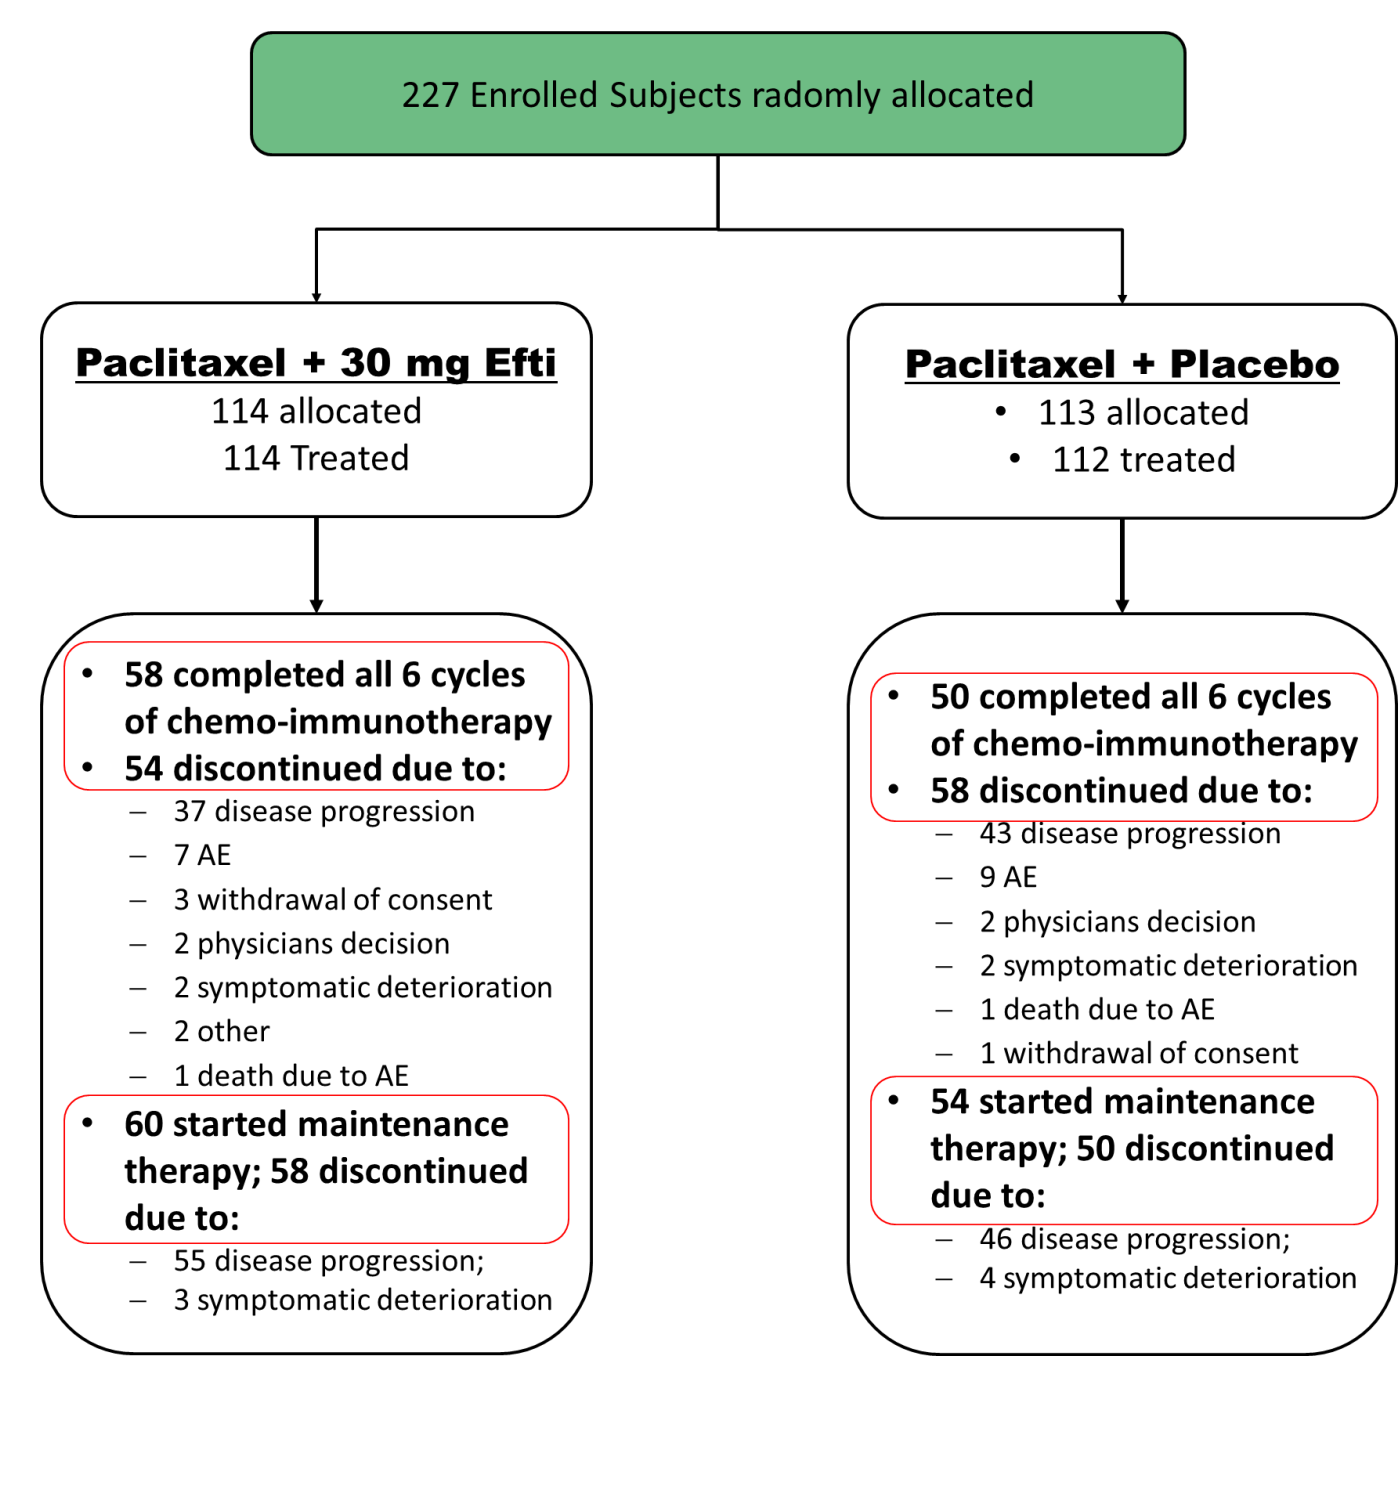 227 Enrolled Subjects radomly allocated
Paclitaxel + 30 mg Efti
114 allocated
114 Treated
Paclitaxel + Placebo
• 113 allocated
• 112 treated
• 58 completed all 6 cycles
of chemo-immunotherapy
• 54 discontinued due to:
– 37 disease progression
– 7 AE
– 3 withdrawal of consent
– 2 physicians decision
– 2 symptomatic deterioration
– 2 other
– 1 death due to AE
• 60 started maintenance
therapy; 58 discontinued
due to:
– 55 disease progression;
– 3 symptomatic deterioration
• 50 completed all 6 cycles
of chemo-immunotherapy
• 58 discontinued due to:
– 43 disease progression
– 9 AE
– 2 physicians decision
– 2 symptomatic deterioration
– 1 death due to AE
– 1 withdrawal of consent
• 54 started maintenance
therapy; 50 discontinued
due to:
– 46 disease progression;
– 4 symptomatic deterioration